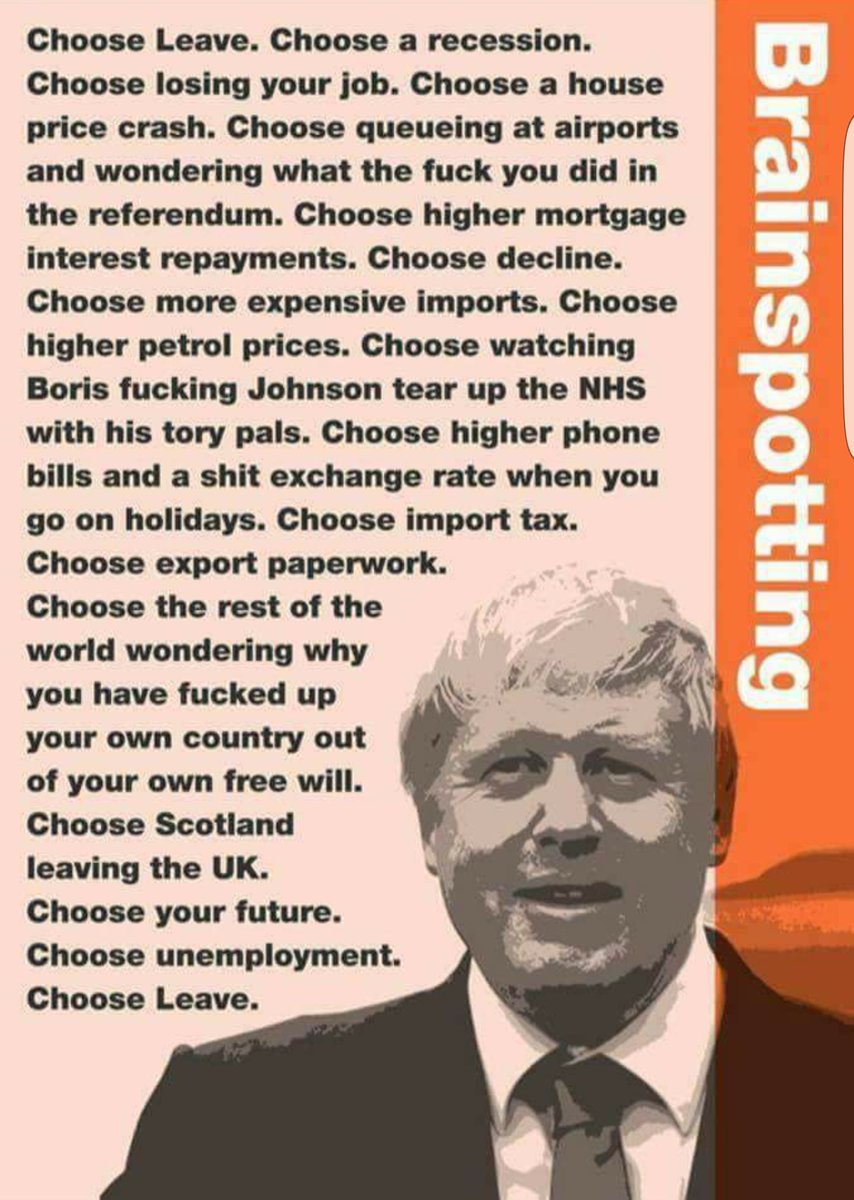 Choose Leave. Choose a recession.
Choose losing your job. Choose a house
price crash. Choose queueing at airports
and wondering what the fuck you did in
the referendum. Choose higher mortgage
interest repayments. Choose decline.
Choose more expensive imports. Choose
higher petrol prices. Choose watching
Boris fucking Johnson tear up the NHS
with his tory pals. Choose higher phone
bills and a shit exchange rate when you
go on holidays. Choose import tax.
Choose export paperwork.
Choose the rest of the
world wondering why
you have fucked up
your own country out
of your own free will.
Choose Scotland
leaving the UK.
Choose your future.
Choose unemployment.
Choose Leave.
Brainspotting